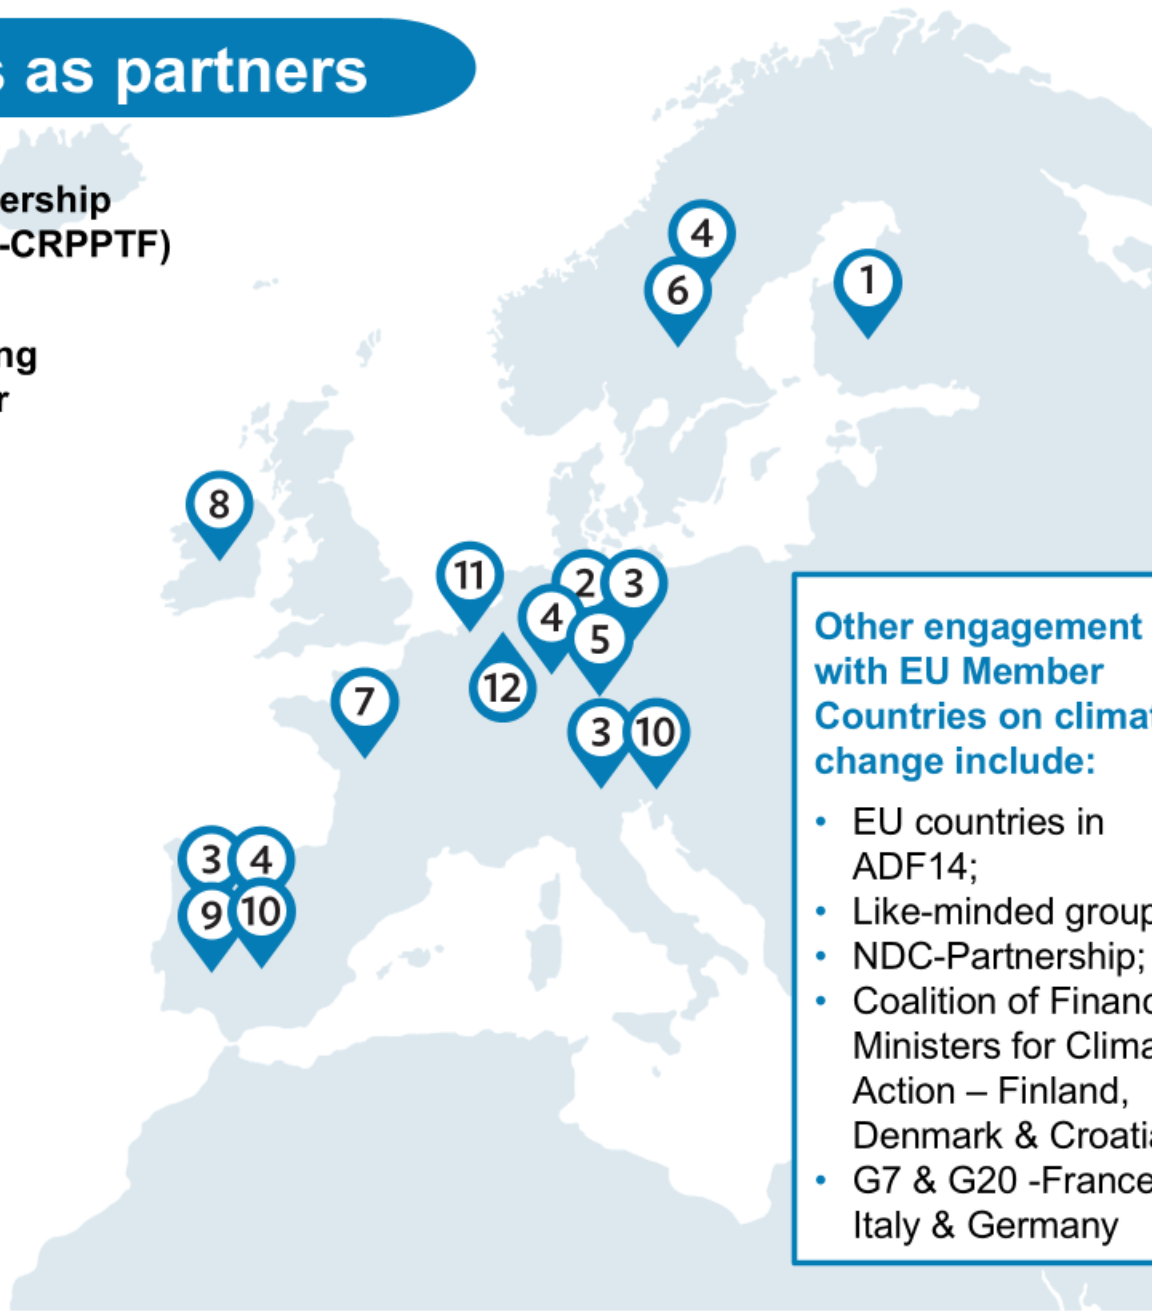 s as partners
ership
-CRPPTF)
ng
r
4
6
1
8
11
2
3
4
5
12
7
3
10
3
4
9
10
Other engagement
with EU Member
Countries on climat
change include:
• EU countries in
ADF14;
• Like-minded group
• NDC-Partnership;
• Coalition of Financ
Ministers for Clima
Action – Finland,
Denmark & Croatia
• G7 & G20 -France
Italy & Germany